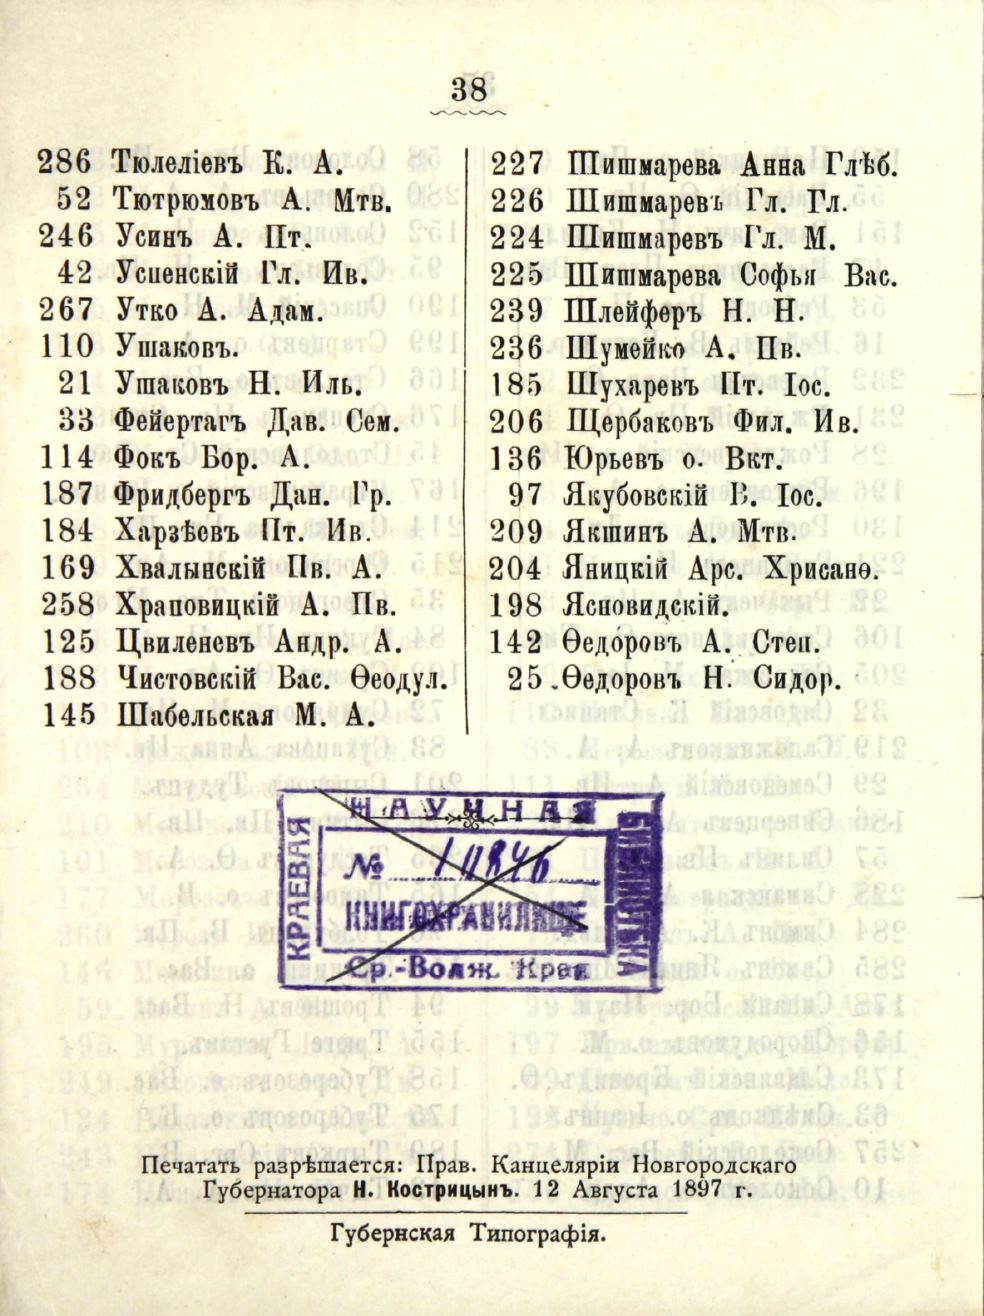 38
286 Тюлеліевъ К. А.
52 Тютрюмовъ А. Мтв.
246 Усинъ А. Пт.
42 Успенскій Гл. Ив.
267 Утко А. Адам.
110 Ушаковъ.
21 Ушаковъ Н. Иль.
33 Фейертагъ Дав. Сем.
114 Фокъ Бор. А.
187 Фридбергъ Дан. Гр.
184 Харзѣевъ Пт. Ив.
169 Хвалынскій Пв. А.
258 Храповицкій А. Пв.
125 Цвиленевъ Андр. А.
188 Чистовскій Вас. Ѳеодул.
145 Шабельская М. А.
227 Шишмарева Анна Глѣб.
226 Шишмаревъ Гл. Гл.
224 Шишмаревъ Гл. М.
225 Шишмарева Софья Вас.
239 Шлейферъ Н. Н.
236 Шумейко А. Пв.
185 Шухаревъ Пт. Іос.
206 Щербаковъ Фил. Ив.
136 Юрьевъ о. Вкт.
97 Якубовскій В. Іос.
209 Якшинъ А. Мтв.
204 Яницкій Арс. Хрисанѳ.
198 Ясновидскій.
142 Ѳедоровъ А. Степ.
25 Ѳедоровъ Н. Сидор.
НАУЧНАЯ
КРАЕВАЯ
БИБЛИОТЕКА
№
КНИГОХРАНИЛИЩЕ
Ср.-Волж. Края
Печатать разрѣшается: Прав. Канцеляріи Новгородскаго
Губернатора Н. Кострицынъ. 12 Августа 1897 г.
Губернская Типографія.